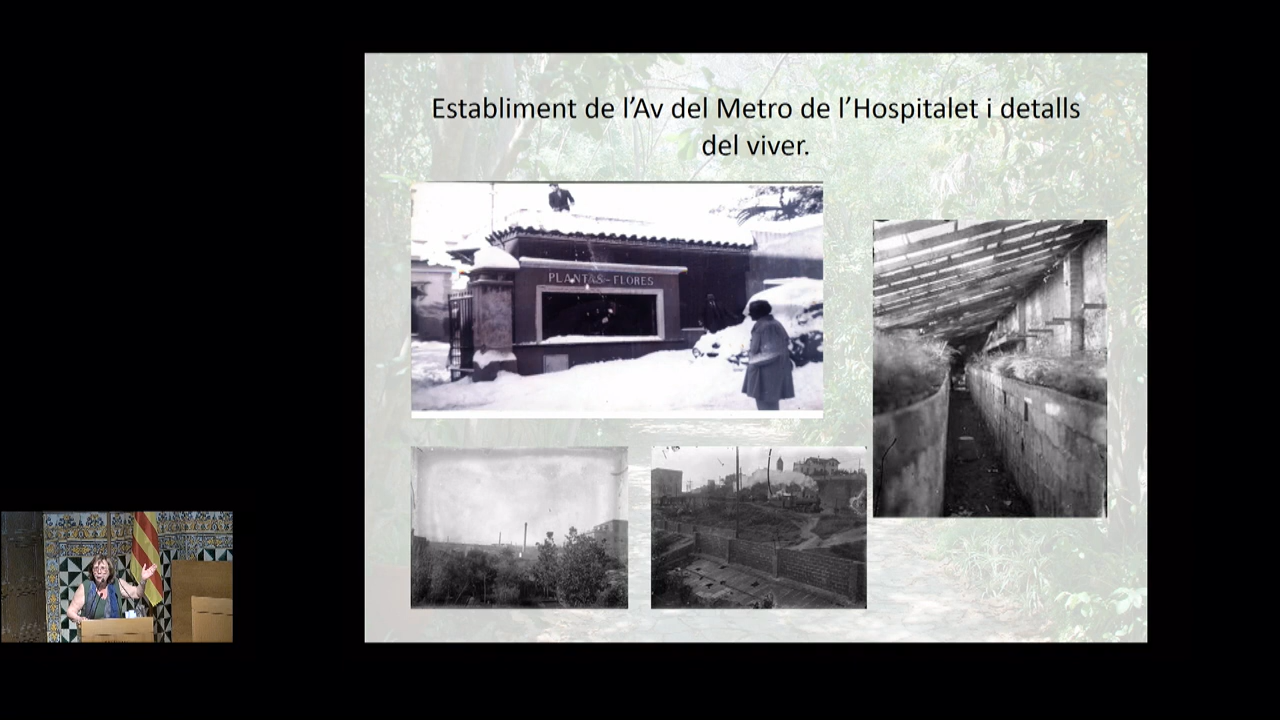 Establiment de l’Av del Metro de l’Hospitalet i detalls
del viver.
PLANTAS-FLORES